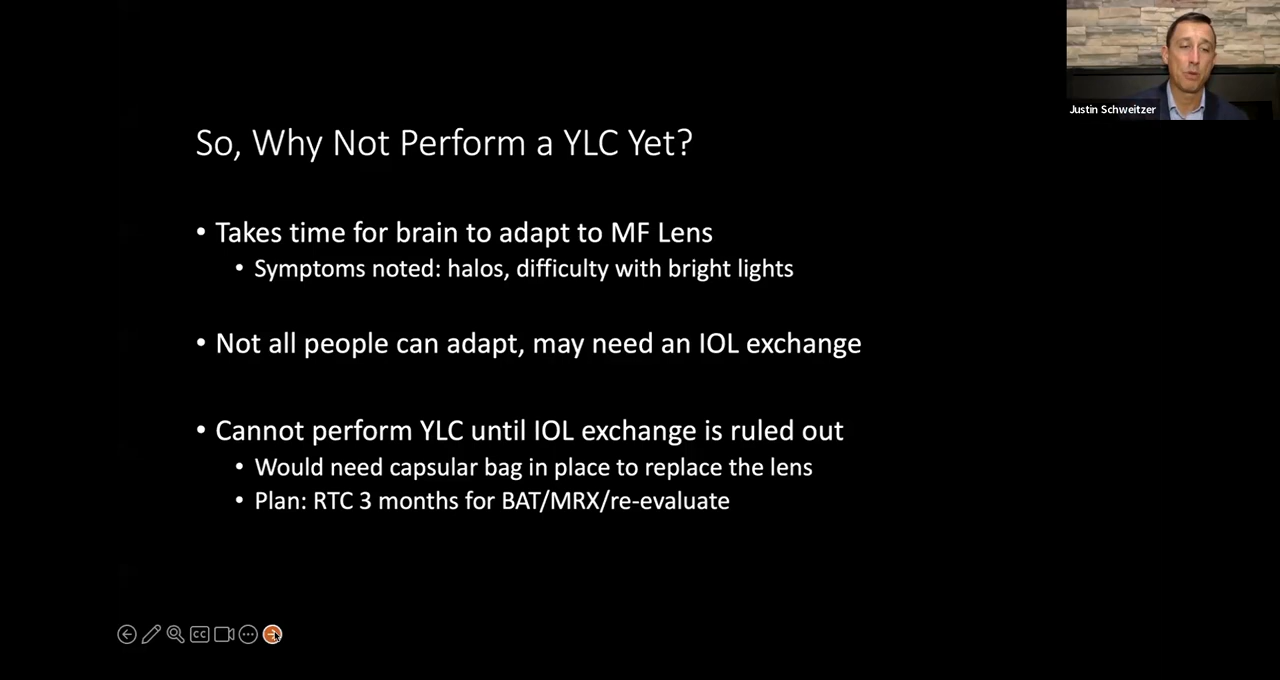 Justin Schweitzer
So, Why Not Perform a YLC Yet?
• Takes time for brain to adapt to MF Lens
• Symptoms noted: halos, difficulty with bright lights
• Not all people can adapt, may need an IOL exchange
• Cannot perform YLC until IOL exchange is ruled out
• Would need capsular bag in place to replace the lens
• Plan: RTC 3 months for BAT/MRX/re-evaluate
CC